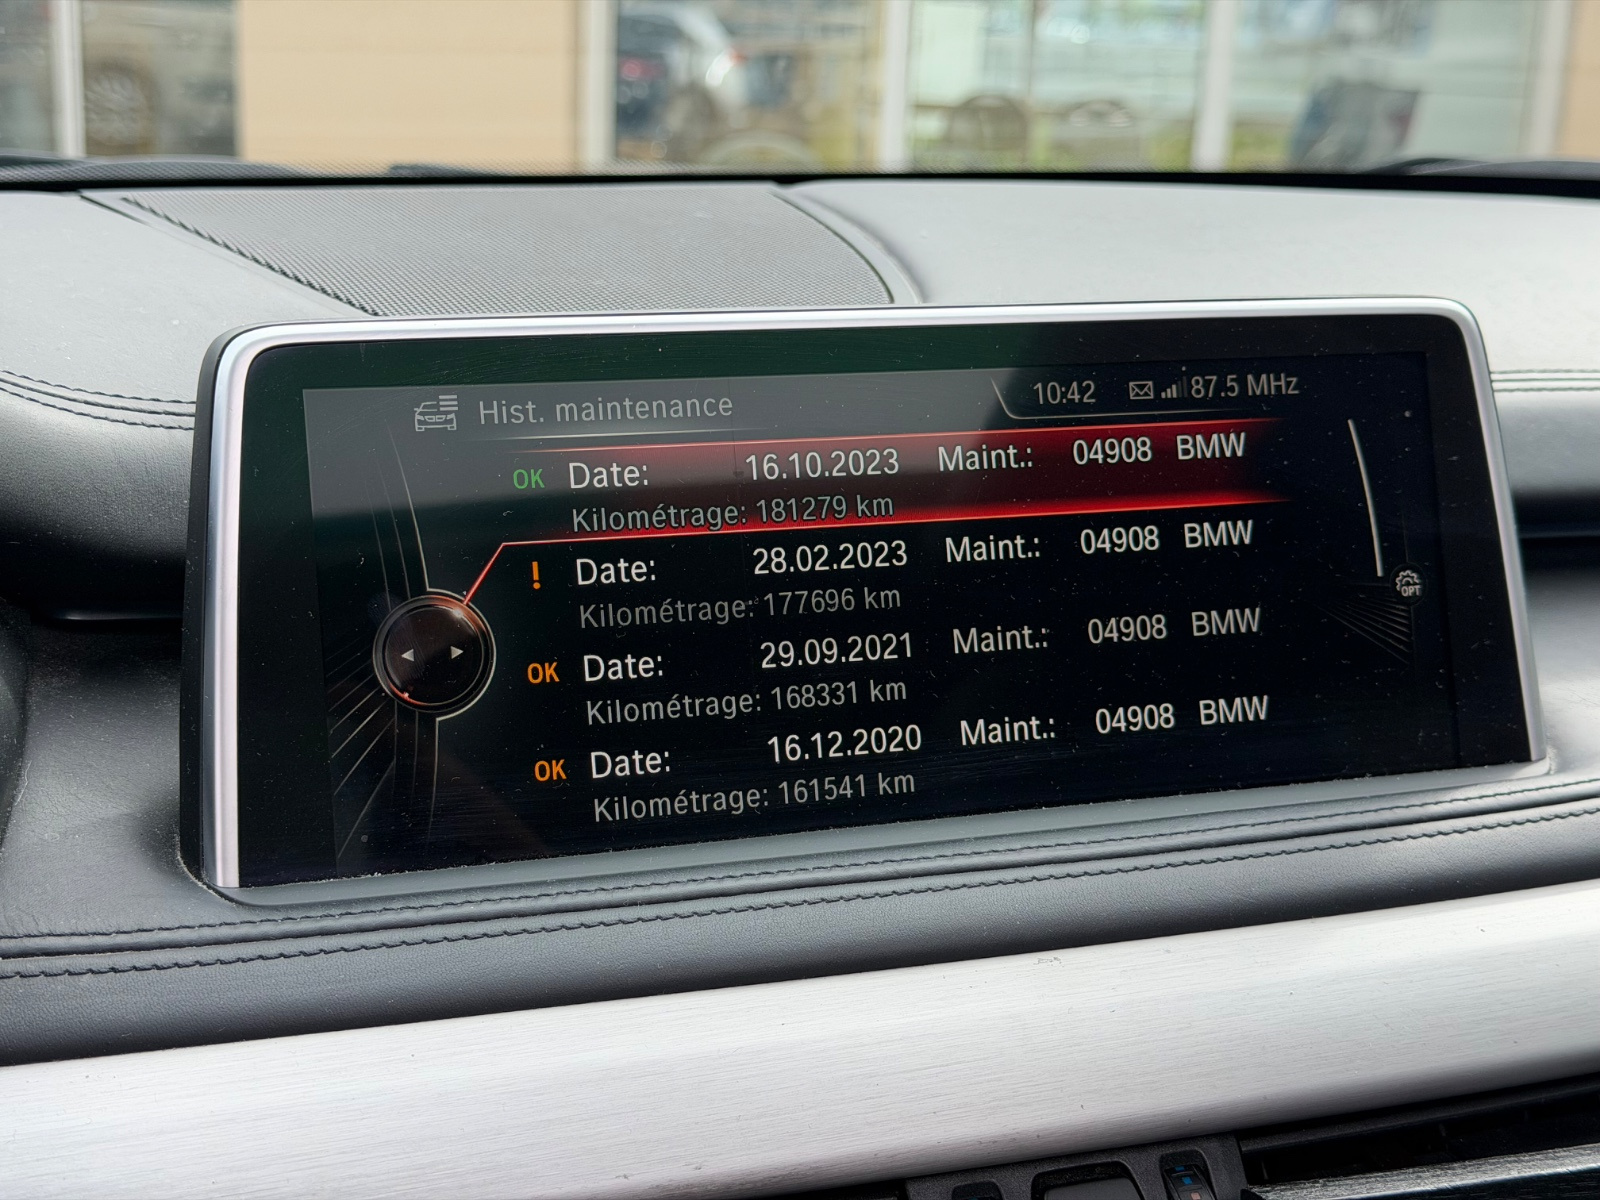 Hist. maintenance
10:42 87.5 MHz
OK Date: 16.10.2023 Maint.: 04908 BMW
Kilométrage: 181279 km
! Date: 28.02.2023 Maint.: 04908 BMW
Kilométrage: 177696 km
OK Date: 29.09.2021 Maint.: 04908 BMW
Kilométrage: 168331 km
OK Date: 16.12.2020 Maint.: 04908 BMW
Kilométrage: 161541 km
OPT